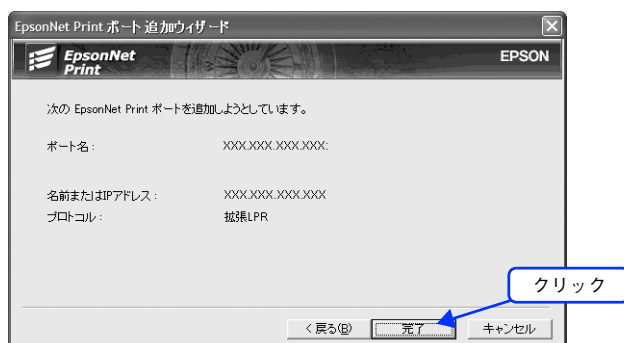 EpsonNet Print ポート追加ウィザード
EpsonNet
Print
EPSON
次の EpsonNet Print ポートを追加しようとしています。
ポート名： XXX.XXX.XXX.XXX:
名前またはIPアドレス： XXX.XXX.XXX.XXX
プロトコル： 拡張LPR
クリック
< 戻る(B) 完了 キャンセル